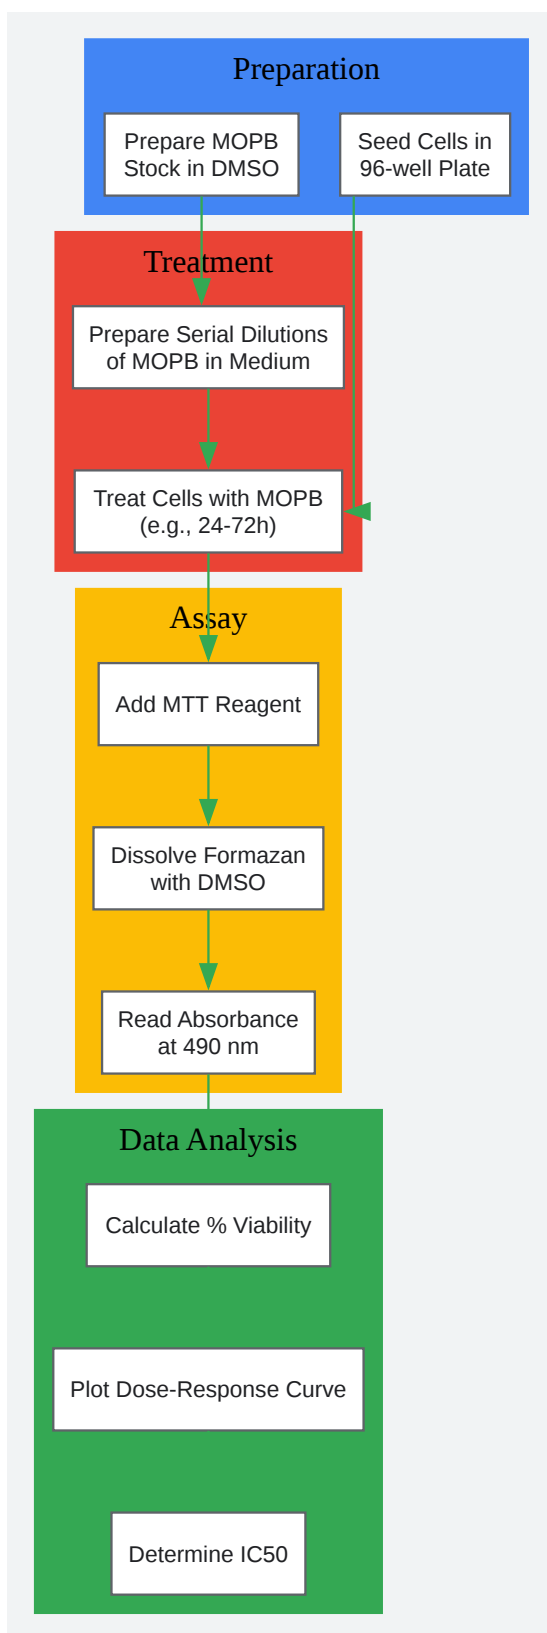 Preparation
Prepare MOPB
Stock in DMSO
Seed Cells in
96-well Plate
Treatment
Prepare Serial Dilutions
of MOPB in Medium
Treat Cells with MOPB
(e.g., 24-72h)
Assay
Add MTT Reagent
Dissolve Formazan
with DMSO
Read Absorbance
at 490 nm
Data Analysis
Calculate % Viability
Plot Dose-Response Curve
Determine IC50